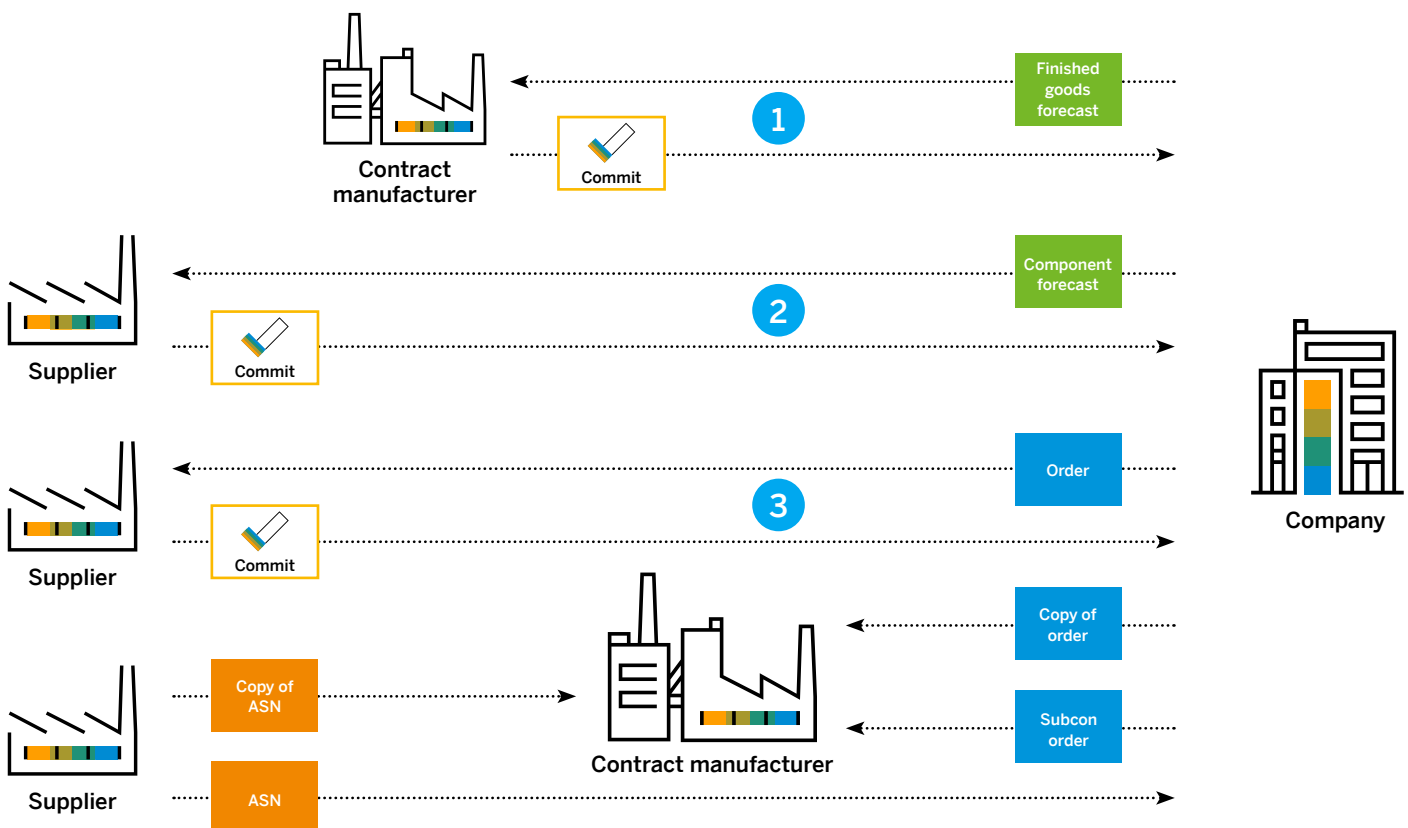 Finished
goods
forecast
1
Commit
Contract
manufacturer
Component
forecast
2
Commit
Supplier
Company
Order
3
Commit
Supplier
Copy of
order
Copy of
ASN
Subcon
order
Contract manufacturer
ASN
Supplier